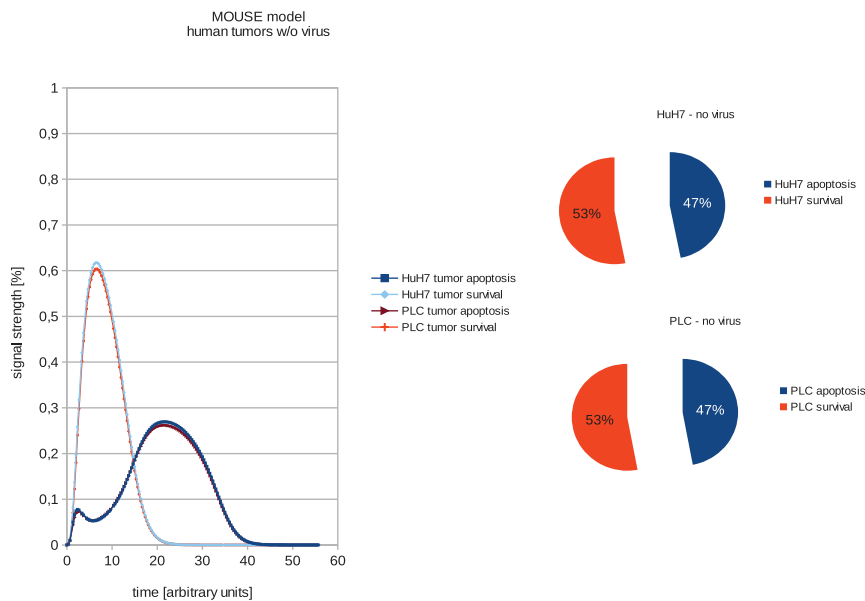 MOUSE model
human tumors w/o virus
1
0,9
0,8
0,7
0,6
0,5
0,4
0,3
0,2
0,1
0
0 10 20 30 40 50 60
signal strength [%]
time [arbitrary units]
HuH7 tumor apoptosis
HuH7 tumor survival
PLC tumor apoptosis
PLC tumor survival
HuH7 - no virus
53%
47%
HuH7 apoptosis
HuH7 survival
PLC - no virus
53%
47%
PLC apoptosis
PLC survival